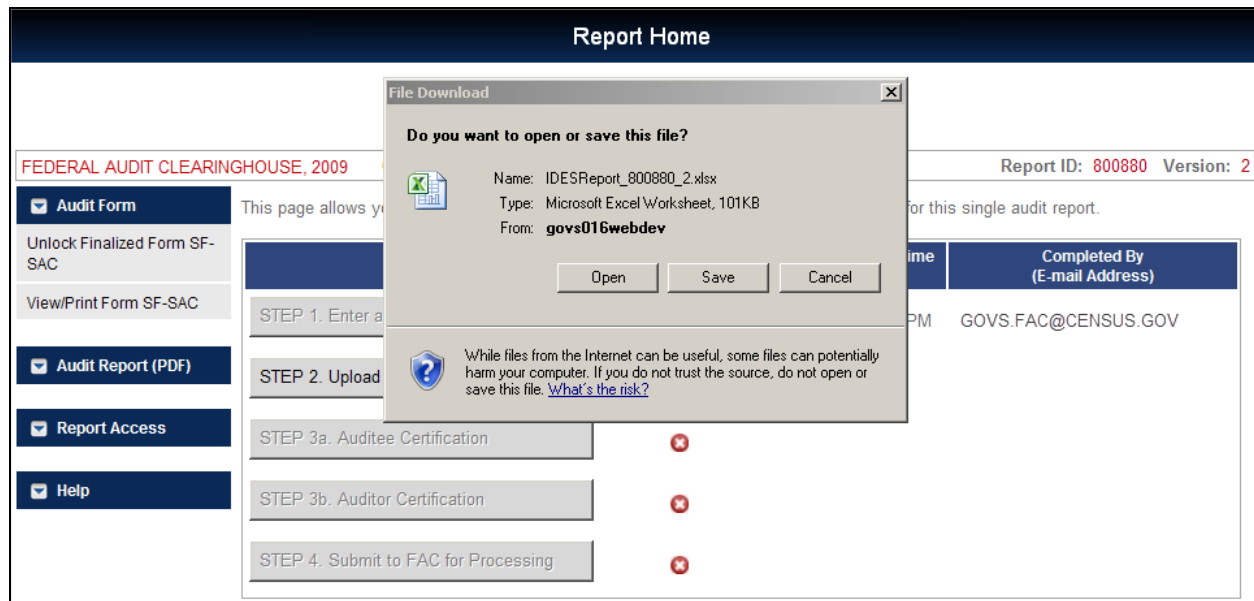 Report Home
File Download
Do you want to open or save this file?
Name: IDESReport_800880_2.xlsx
Type: Microsoft Excel Worksheet, 101KB
From: govs016webdev
Open Save Cancel
While files from the Internet can be useful, some files can potentially
harm your computer. If you do not trust the source, do not open or
save this file. What's the risk?
FEDERAL AUDIT CLEARINGHOUSE, 2009
Report ID: 800880 Version: 2
Audit Form
Unlock Finalized Form SF-
SAC
View/Print Form SF-SAC
Audit Report (PDF)
Report Access
Help
This page allows for this single audit report.
Completed By
(E-mail Address)
STEP 1. Enter PM GOVS.FAC@CENSUS.GOV
STEP 2. Upload
STEP 3a. Auditee Certification
STEP 3b. Auditor Certification
STEP 4. Submit to FAC for Processing